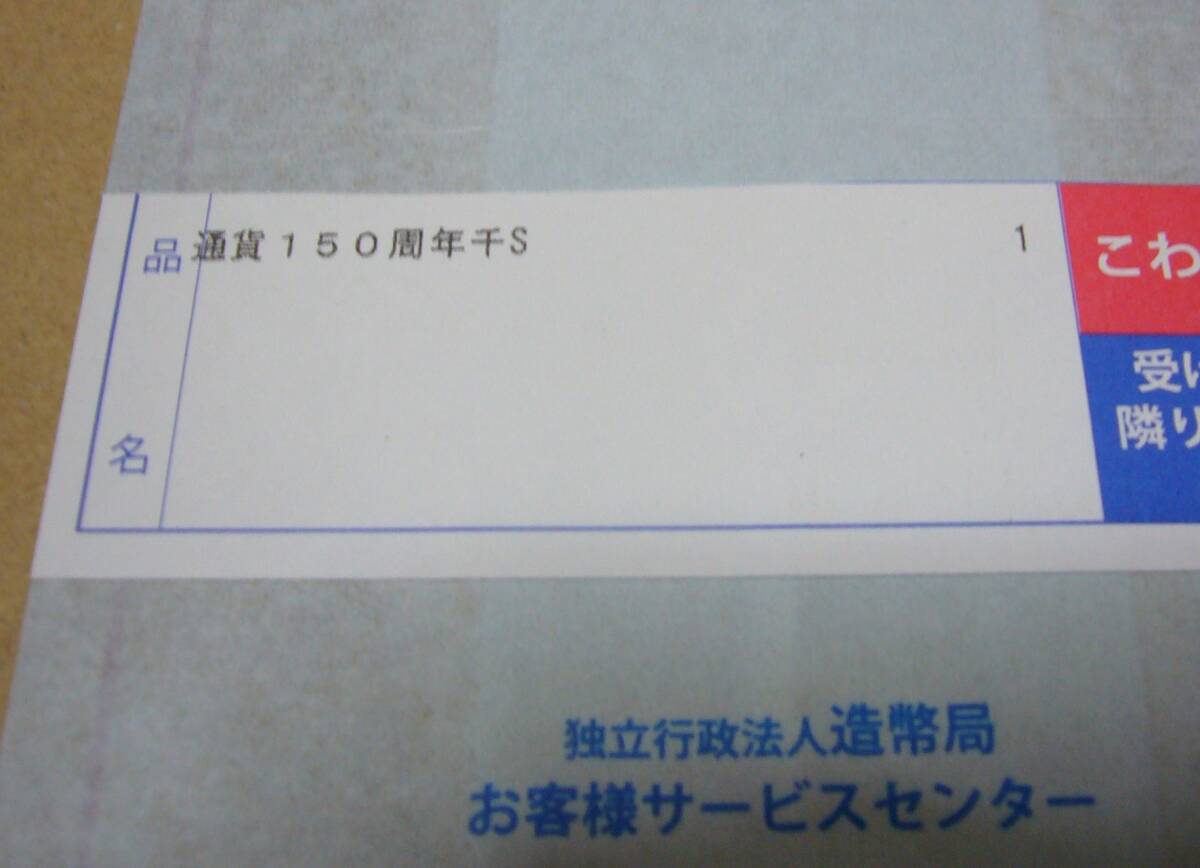 品名
通貨150周年千S 1
こわ
受け
隣り
独立行政法人造幣局
お客様サービスセンター